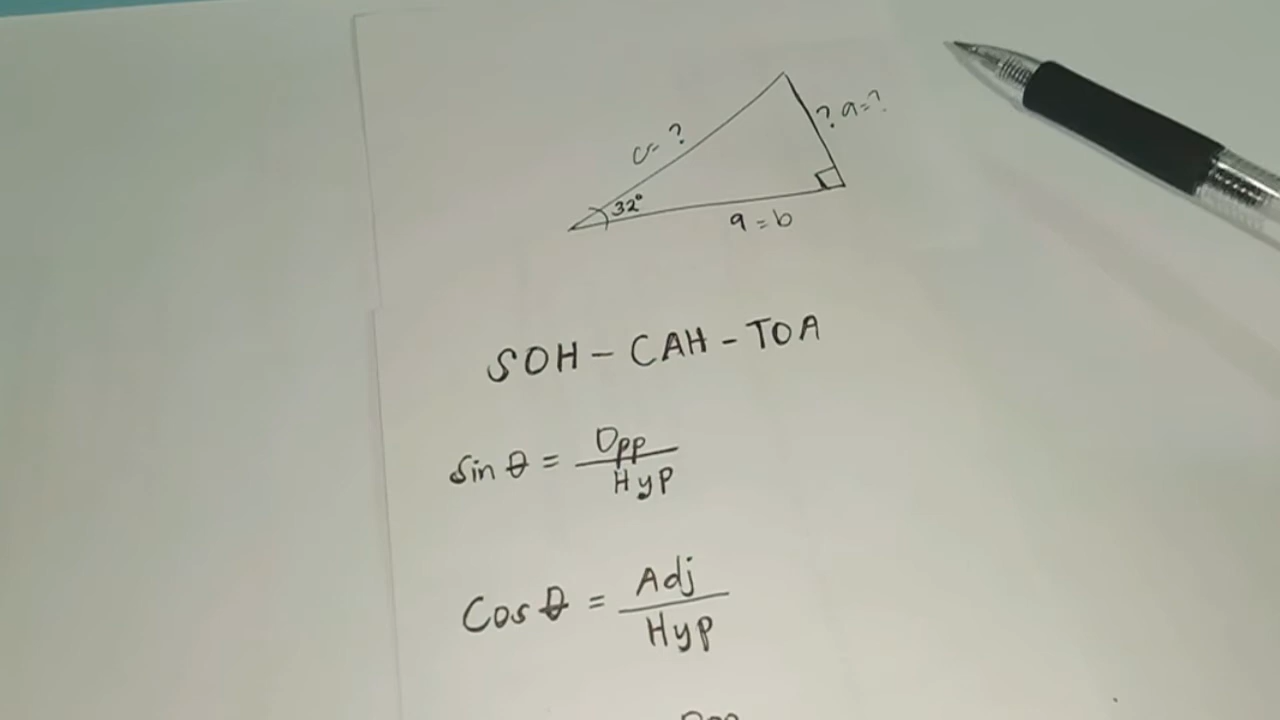 c = ?
? a = ?
32°
9 = b
SOH - CAH - TOA
Sin θ = Opp
Hyp
Cos θ = Adj
Hyp